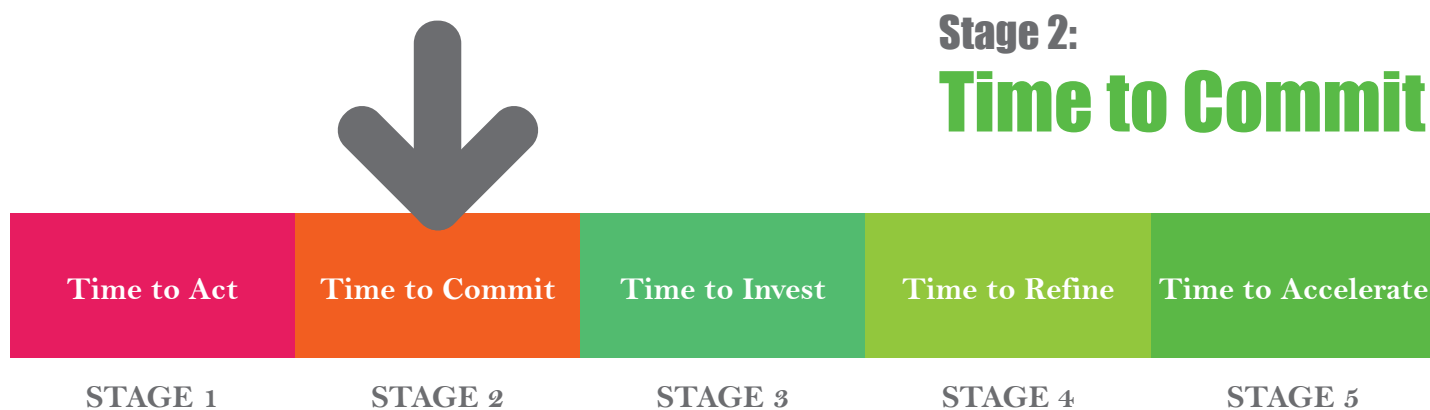 Stage 2:
Time to Commit
Time to Act
Time to Commit
Time to Invest
Time to Refine
Time to Accelerate
STAGE 1
STAGE 2
STAGE 3
STAGE 4
STAGE 5